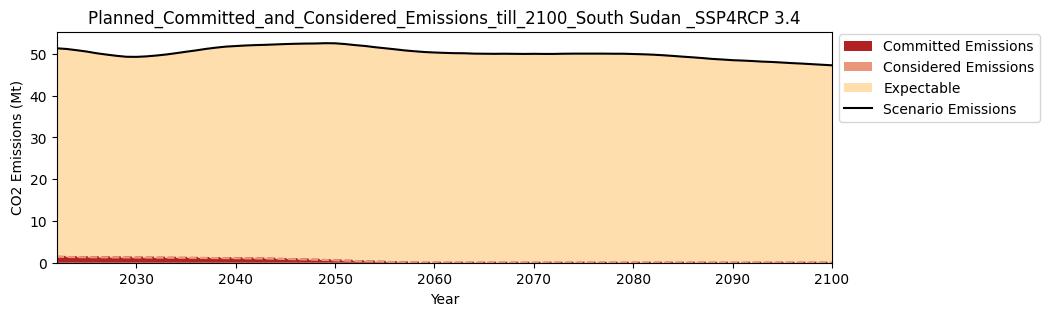 Planned_Committed_and_Considered_Emissions_till_2100_South Sudan _SSP4RCP 3.4
CO2 Emissions (Mt)
50
40
30
20
10
0
2030 2040 2050 2060 2070 2080 2090 2100
Year
Committed Emissions
Considered Emissions
Expectable
Scenario Emissions